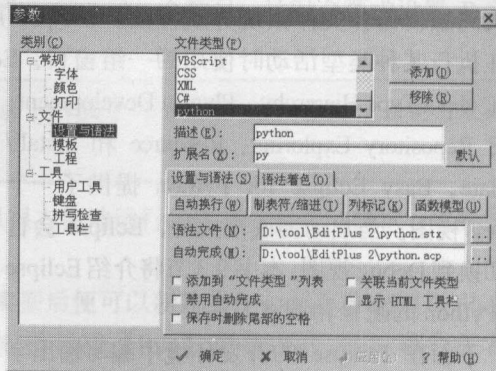 参数
类别(C)
常规
字体
颜色
打印
文件
设置与语法
模板
工程
工具
用户工具
键盘
拼写检查
工具栏
文件类型(F)
VBScript
CSS
XML
C#
python
添加(D)
移除(R)
描述(E): python
扩展名(X): py
默认
设置与语法(S) 语法着色(O)
自动换行(W) 制表符/缩进(T) 列标记(K) 函数模型(U)
语法文件(N): D:\tool\EditPlus 2\python.stx ...
自动完成(M): D:\tool\EditPlus 2\python.acp ...
添加到“文件类型”列表 关联当前文件类型
禁用自动完成 显示 HTML 工具栏
保存时删除尾部的空格
确定 取消 应用(A) ? 帮助(H)